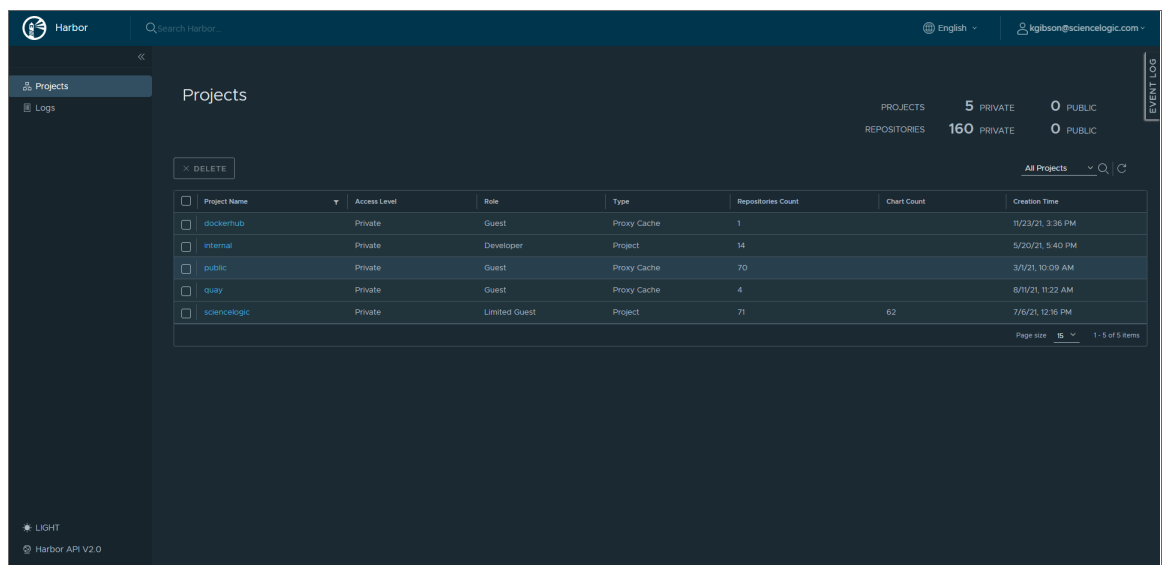 Harbor
Search Harbor...
English
kgibson@sciencelogic.com
«
EVENT LOG
Projects
Logs
Projects
PROJECTS 5 PRIVATE 0 PUBLIC
REPOSITORIES 160 PRIVATE 0 PUBLIC
× DELETE
All Projects
Project Name Access Level Role Type Repositories Count Chart Count Creation Time
dockerhub Private Guest Proxy Cache 1 11/23/21, 3:36 PM
internal Private Developer Project 14 5/20/21, 5:40 PM
public Private Guest Proxy Cache 70 3/1/21, 10:09 AM
quay Private Guest Proxy Cache 4 8/11/21, 11:22 AM
sciencelogic Private Limited Guest Project 71 62 7/6/21, 12:16 PM
Page size 15 1 - 5 of 5 items
LIGHT
Harbor API V2.0